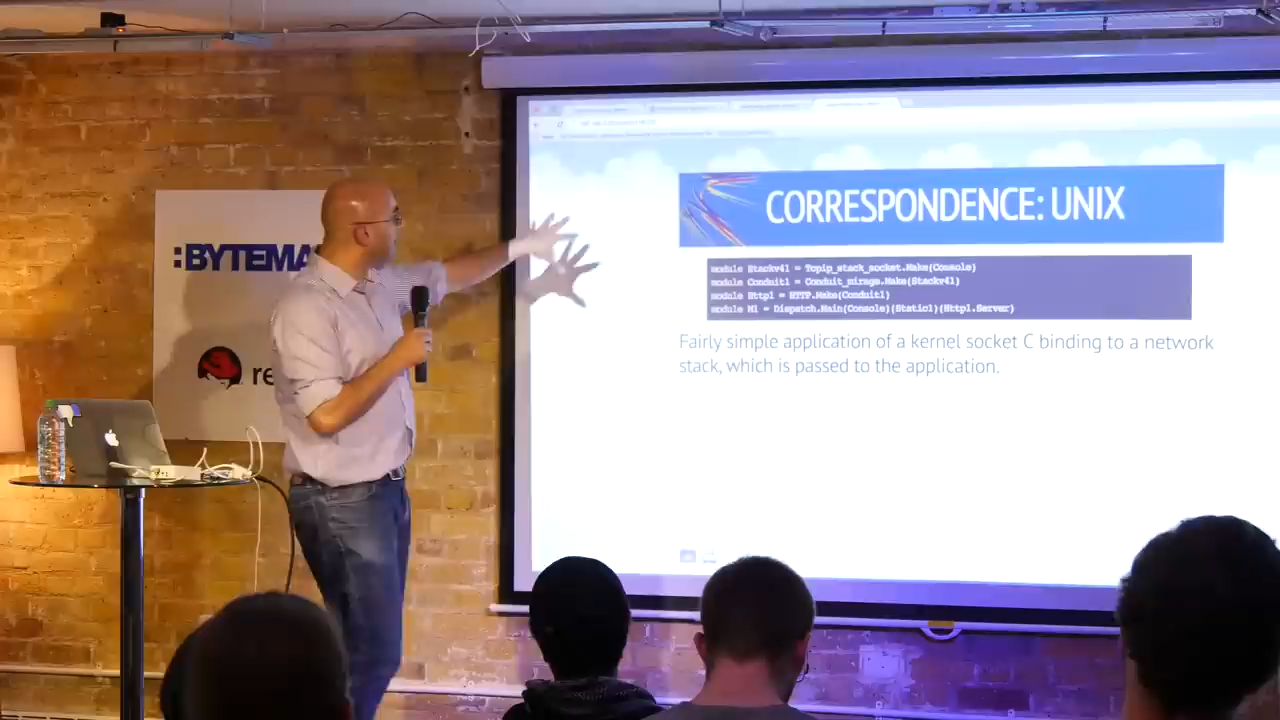 :BYTEMA
re
CORRESPONDENCE: UNIX
module Stackv41 = Tcpip_stack_socket.Make(Console)
module Conduit1 = Conduit_mirage.Make(Stackv41)
module Http1 = HTTP.Make(Conduit1)
module M1 = Dispatch.Main(Console)(Static1)(Http1.Server)
Fairly simple application of a kernel socket C binding to a network
stack, which is passed to the application.